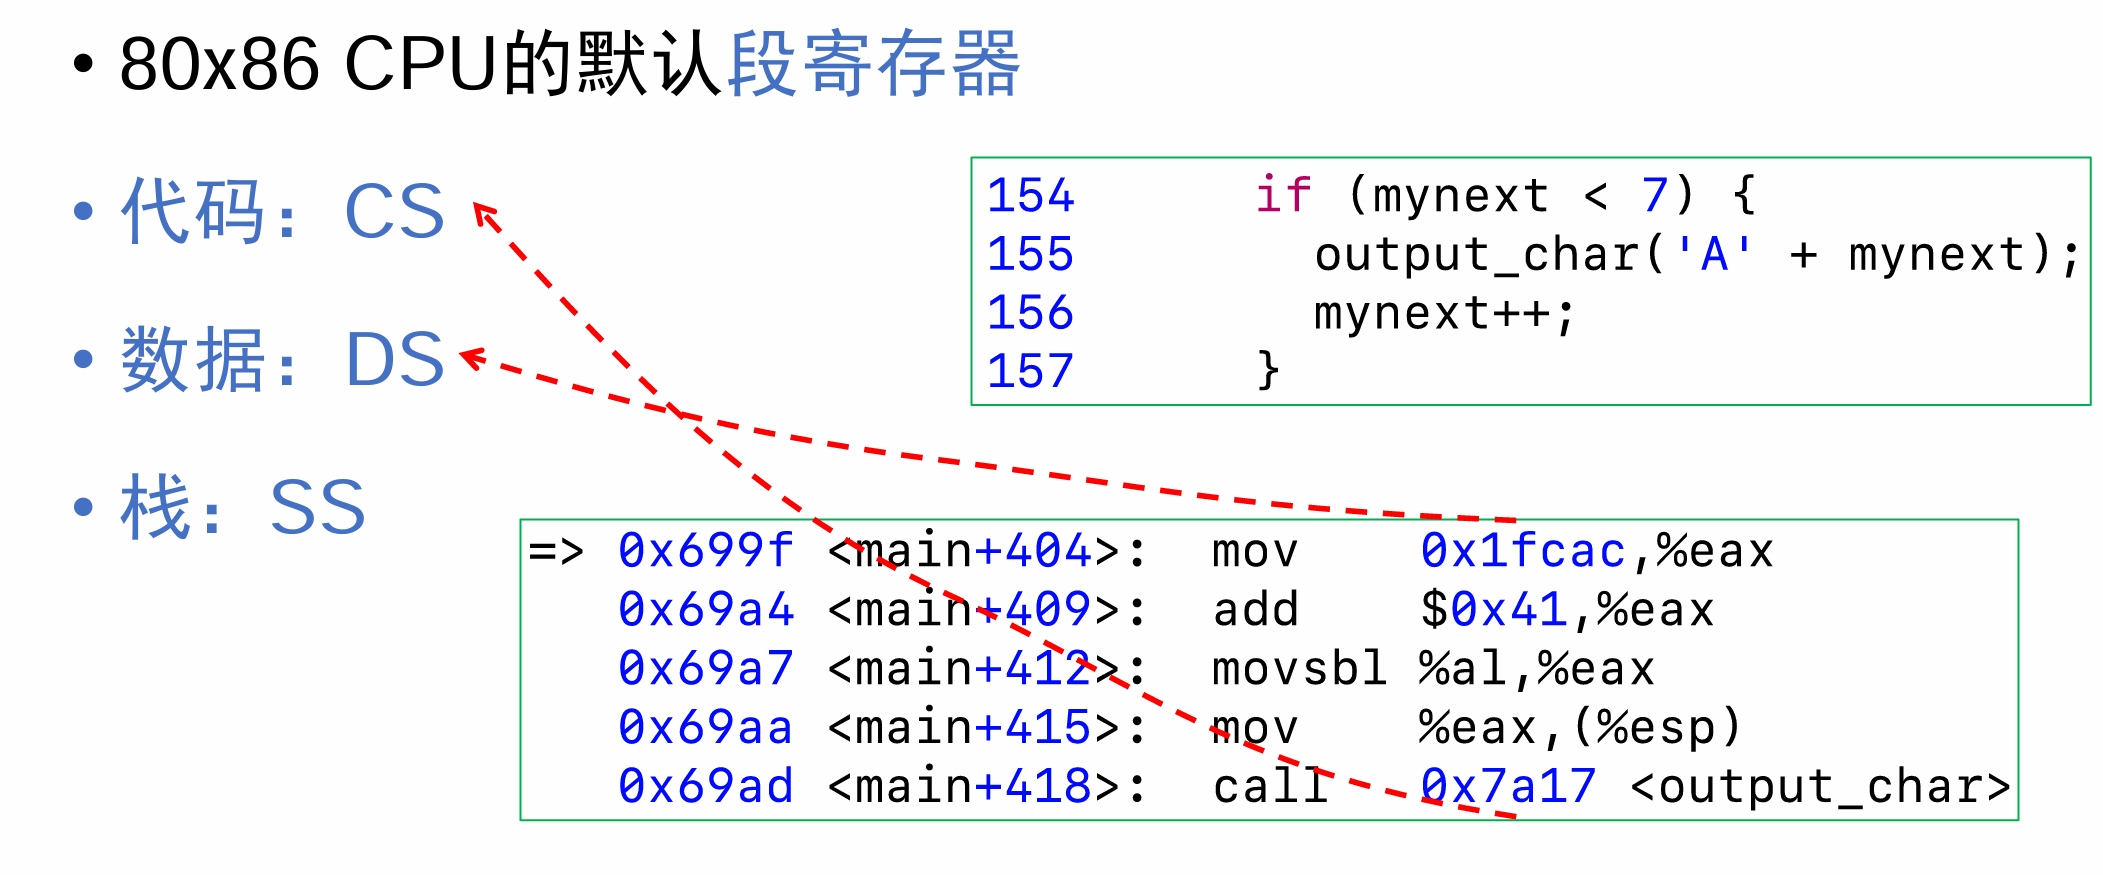 • 80x86 CPU的默认段寄存器
• 代码：CS
• 数据：DS
• 栈：SS
154      if (mynext < 7) {
155        output_char('A' + mynext);
156        mynext++;
157      }
=> 0x699f <main+404>:  mov    0x1fcac,%eax
   0x69a4 <main+409>:  add    $0x41,%eax
   0x69a7 <main+412>:  movsbl %al,%eax
   0x69aa <main+415>:  mov    %eax,(%esp)
   0x69ad <main+418>:  call   0x7a17 <output_char>